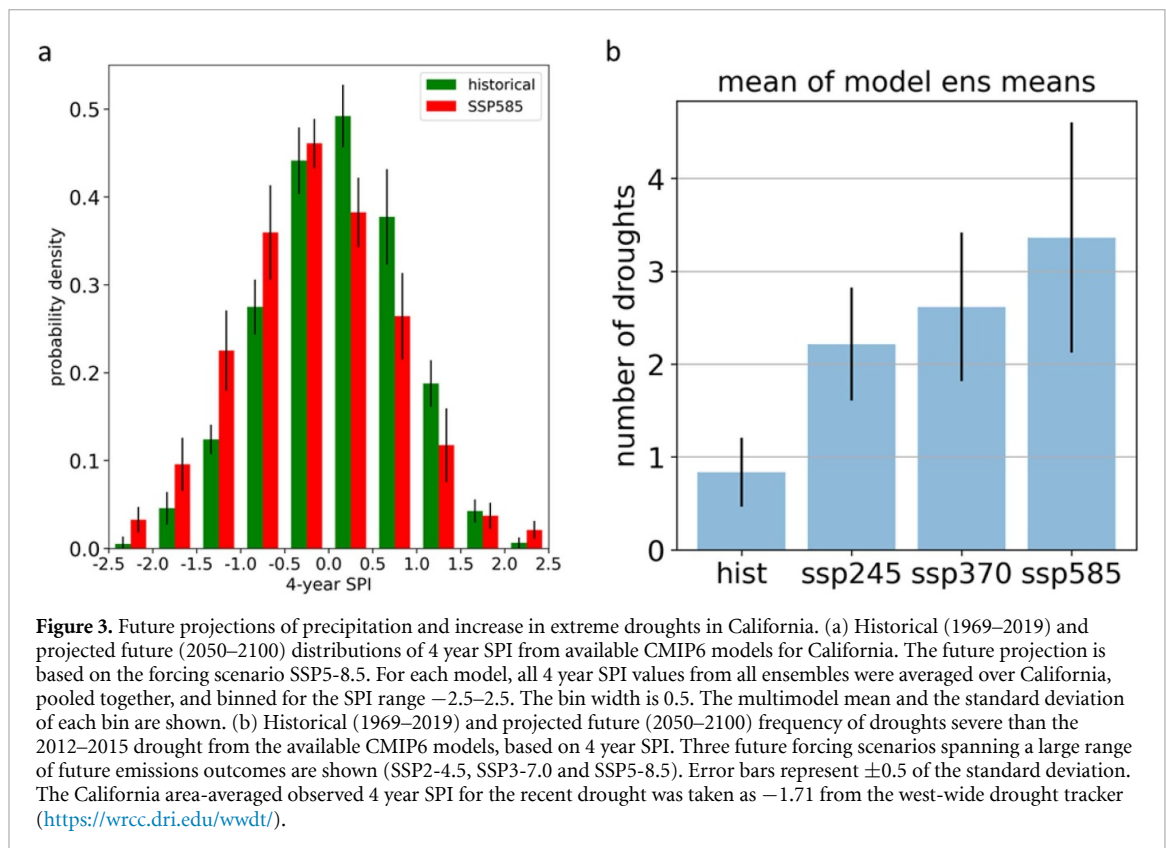 a
b
mean of model ens means
historical
SSP585
probability density
0.5
0.4
0.3
0.2
0.1
0.0
-2.5 -2.0 -1.5 -1.0 -0.5 0.0 0.5 1.0 1.5 2.0 2.5
4-year SPI
number of droughts
4
3
2
1
0
hist ssp245 ssp370 ssp585
Figure 3. Future projections of precipitation and increase in extreme droughts in California. (a) Historical (1969–2019) and
projected future (2050–2100) distributions of 4 year SPI from available CMIP6 models for California. The future projection is
based on the forcing scenario SSP5-8.5. For each model, all 4 year SPI values from all ensembles were averaged over California,
pooled together, and binned for the SPI range −2.5–2.5. The bin width is 0.5. The multimodel mean and the standard deviation
of each bin are shown. (b) Historical (1969–2019) and projected future (2050–2100) frequency of droughts severe than the
2012–2015 drought from the available CMIP6 models, based on 4 year SPI. Three future forcing scenarios spanning a large range
of future emissions outcomes are shown (SSP2-4.5, SSP3-7.0 and SSP5-8.5). Error bars represent ±0.5 of the standard deviation.
The California area-averaged observed 4 year SPI for the recent drought was taken as −1.71 from the west-wide drought tracker
(https://wrcc.dri.edu/wwdt/).